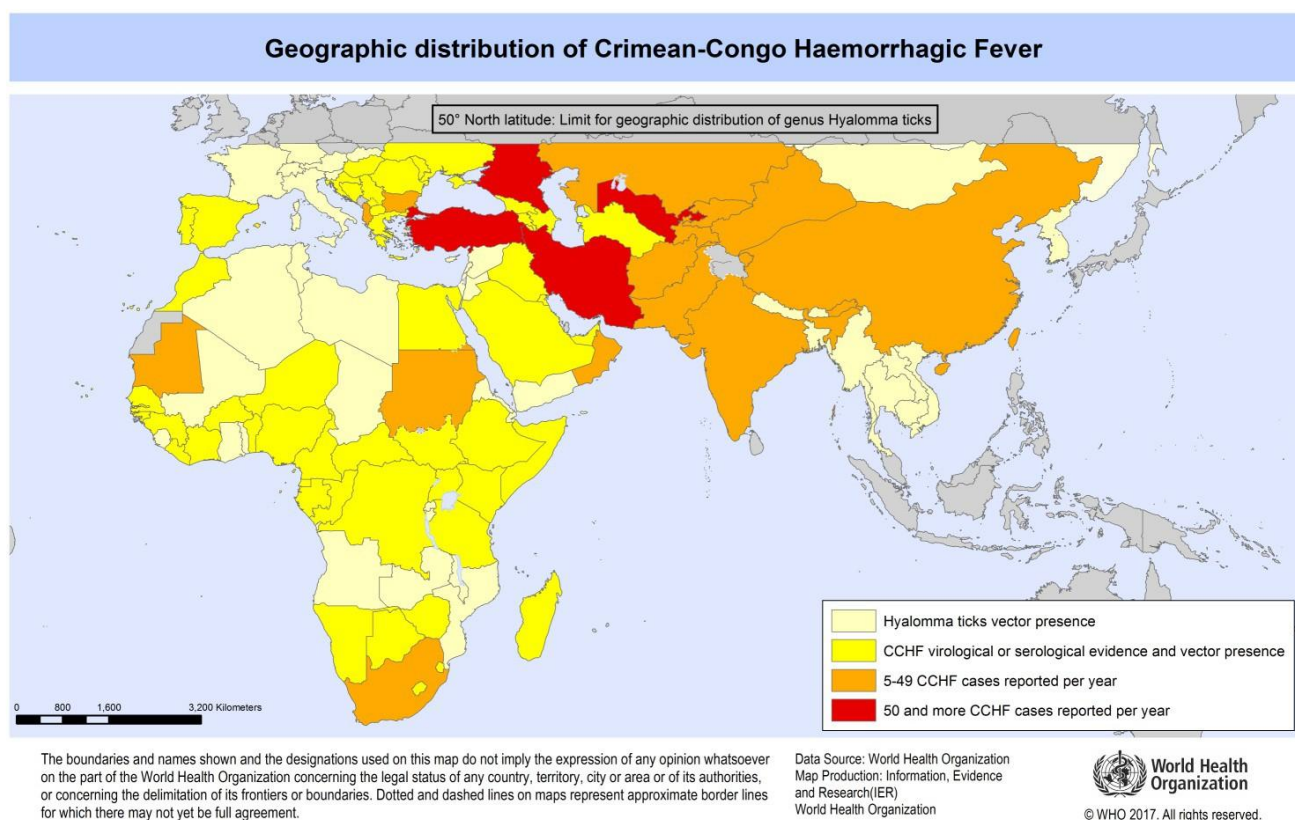 Geographic distribution of Crimean-Congo Haemorrhagic Fever
50° North latitude: Limit for geographic distribution of genus Hyalomma ticks
Hyalomma ticks vector presence
CCHF virological or serological evidence and vector presence
5-49 CCHF cases reported per year
50 and more CCHF cases reported per year
0 800 1,600 3,200 Kilometers
The boundaries and names shown and the designations used on this map do not imply the expression of any opinion whatsoever
on the part of the World Health Organization concerning the legal status of any country, territory, city or area or of its authorities,
or concerning the delimitation of its frontiers or boundaries. Dotted and dashed lines on maps represent approximate border lines
for which there may not yet be full agreement.
Data Source: World Health Organization
Map Production: Information, Evidence
and Research(IER)
World Health Organization
World Health
Organization
© WHO 2017. All rights reserved.